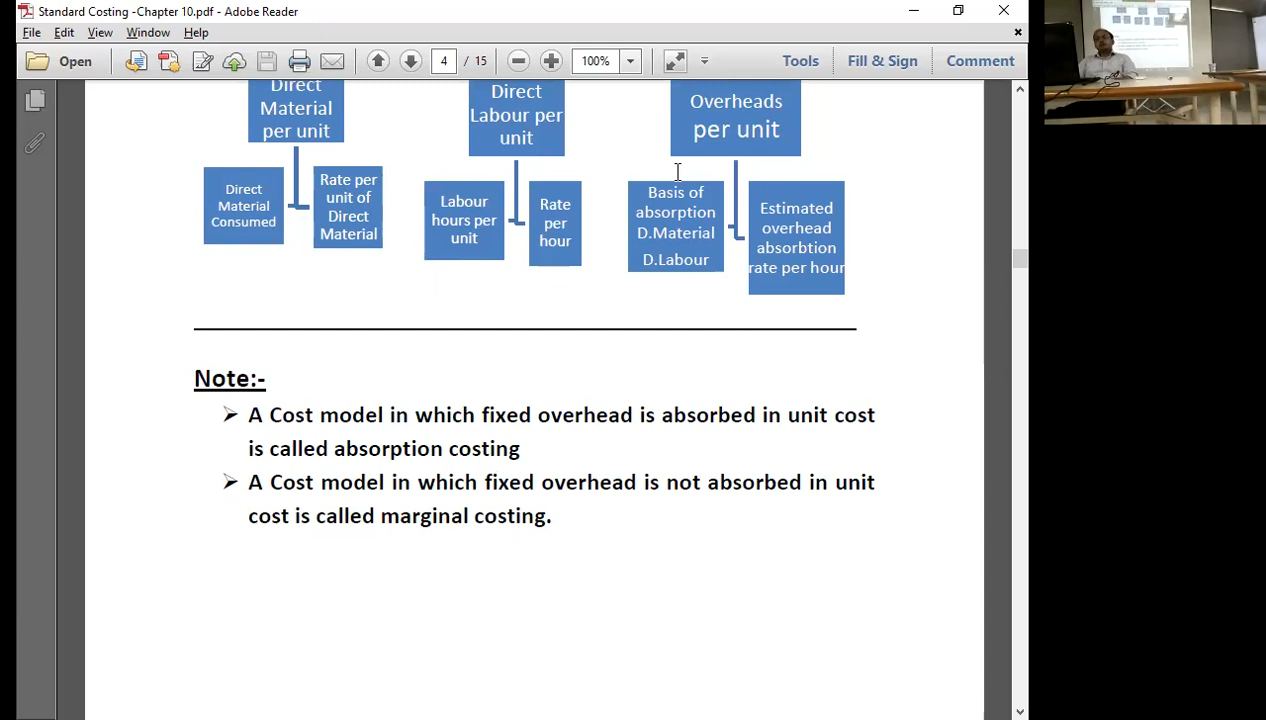 Standard Costing -Chapter 10.pdf - Adobe Reader
File Edit View Window Help
Open
4 / 15
100%
Tools Fill & Sign Comment
Direct
Material
per unit
Direct
Material
Consumed
Rate per
unit of
Direct
Material
Direct
Labour per
unit
Labour
hours per
unit
Rate
per
hour
Overheads
per unit
Basis of
absorption
D.Material
D.Labour
Estimated
overhead
absorbtion
rate per hour
Note:-
A Cost model in which fixed overhead is absorbed in unit cost
is called absorption costing
A Cost model in which fixed overhead is not absorbed in unit
cost is called marginal costing.